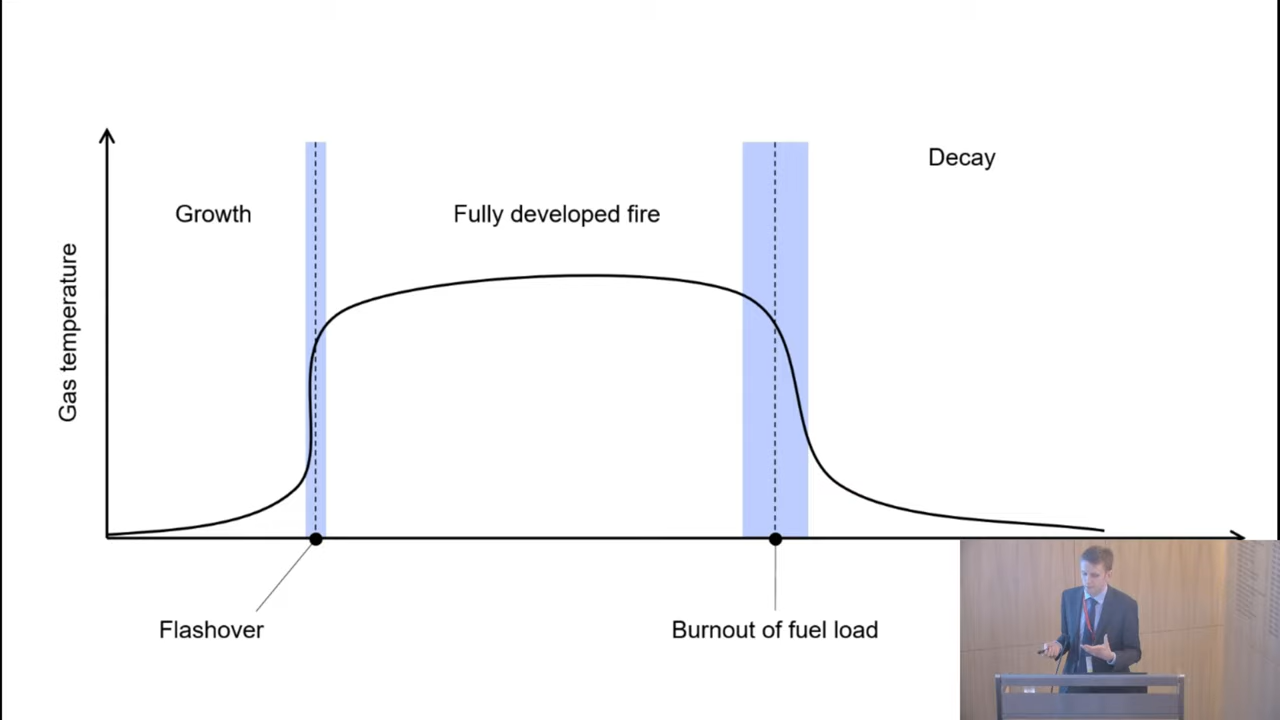 Decay
Growth
Fully developed fire
Gas temperature
Flashover
Burnout of fuel load